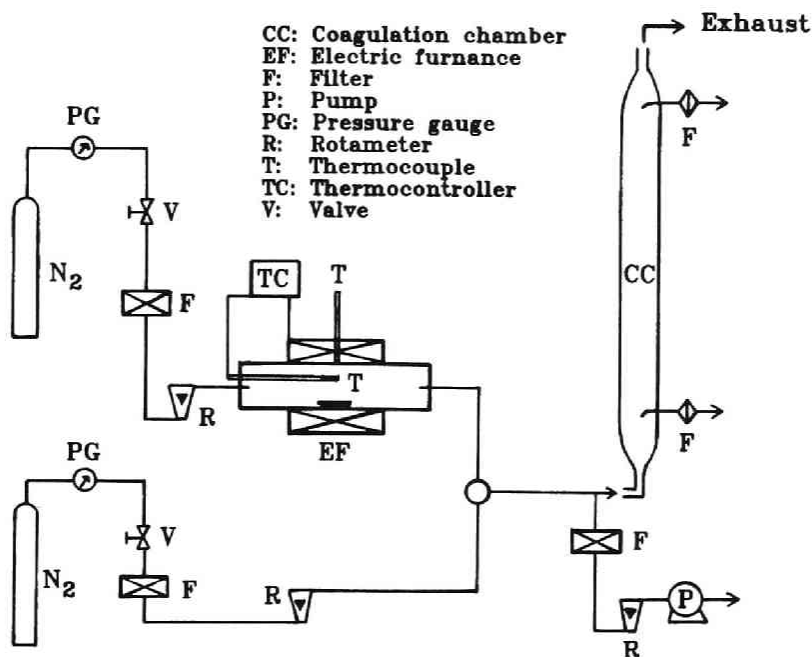 Exhaust
CC: Coagulation chamber
EF: Electric furnance
F: Filter
P: Pump
PG: Pressure gauge
R: Rotameter
T: Thermocouple
TC: Thermocontroller
V: Valve
PG
F
V
N2
TC
T
CC
F
T
R
F
EF
PG
V
F
N2
F
R
P
R